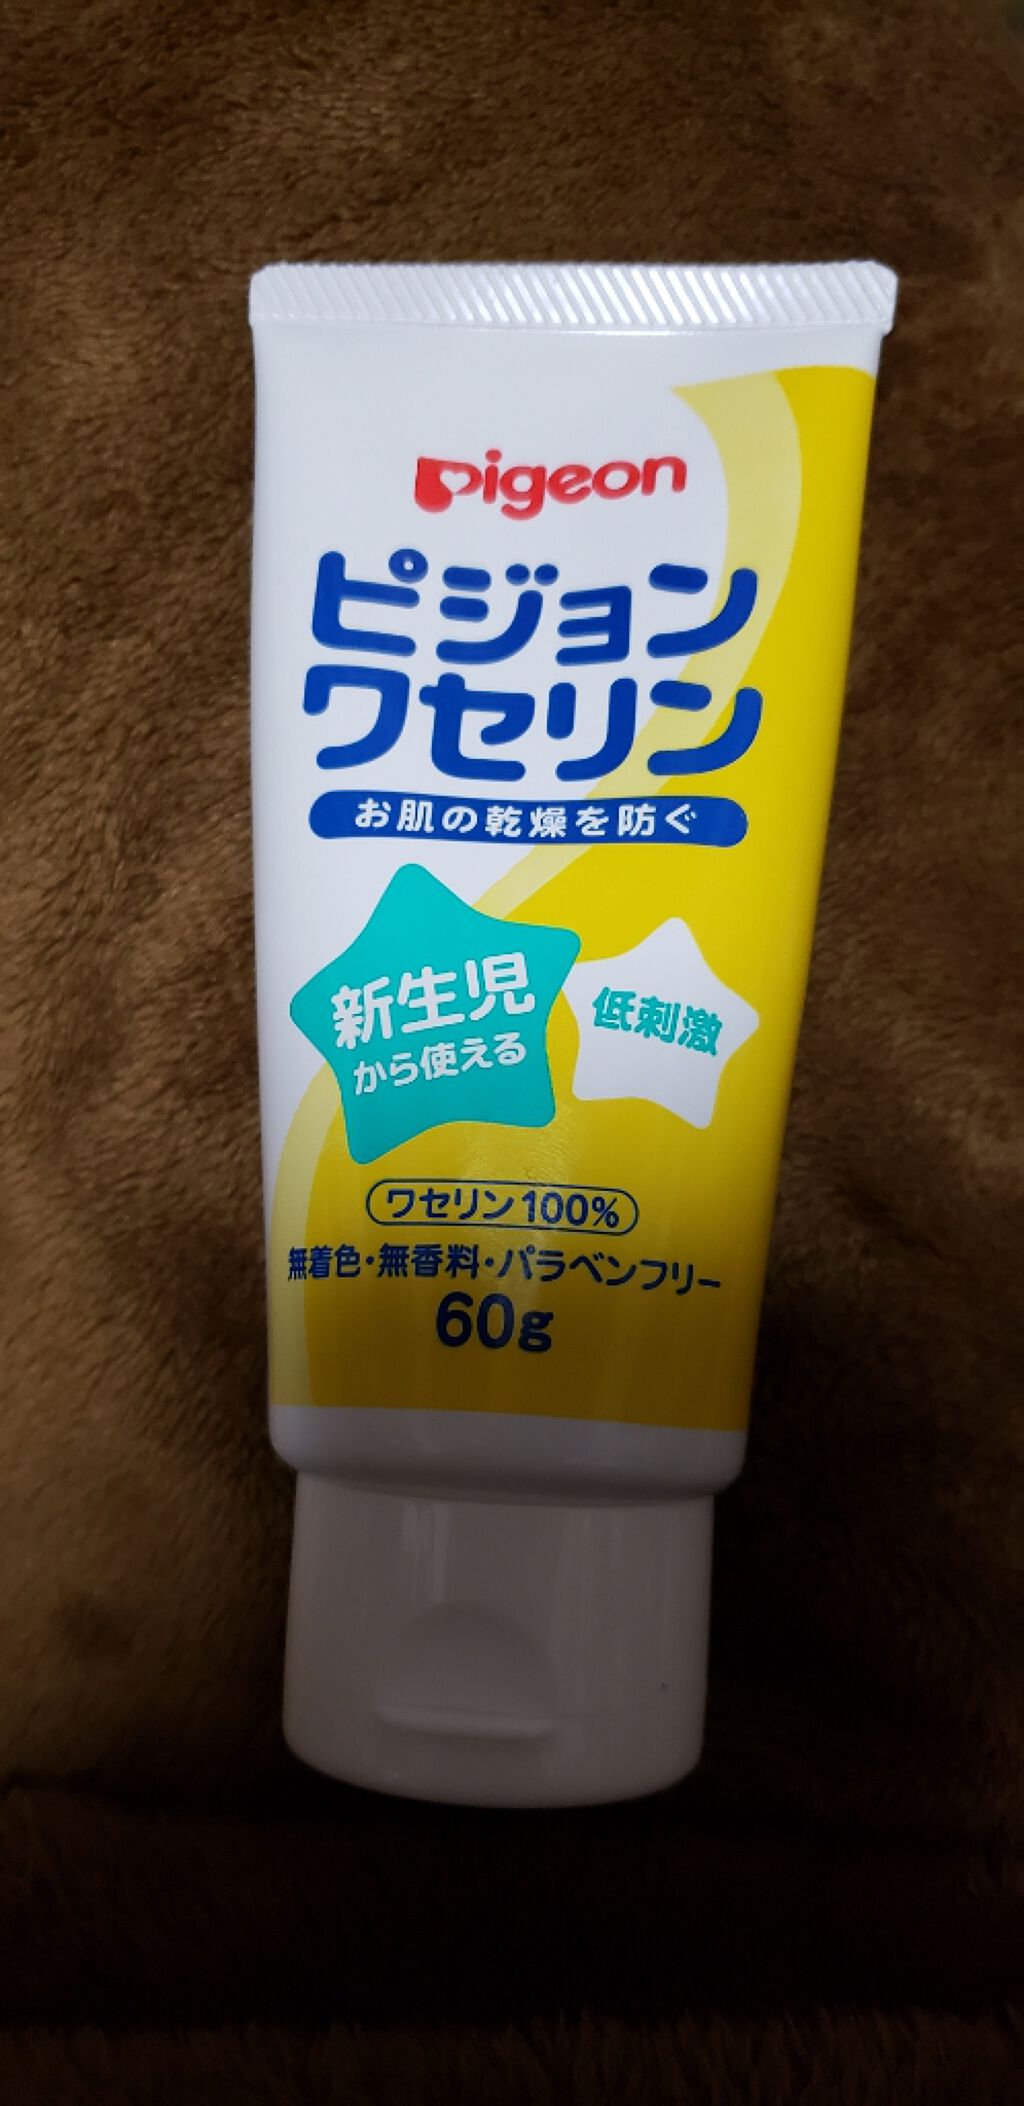 pigeon
ピジョン
ワセリン
お肌の乾燥を防ぐ
新生児
から使える
低刺激
ワセリン100%
無着色・無香料・パラベンフリー
60g